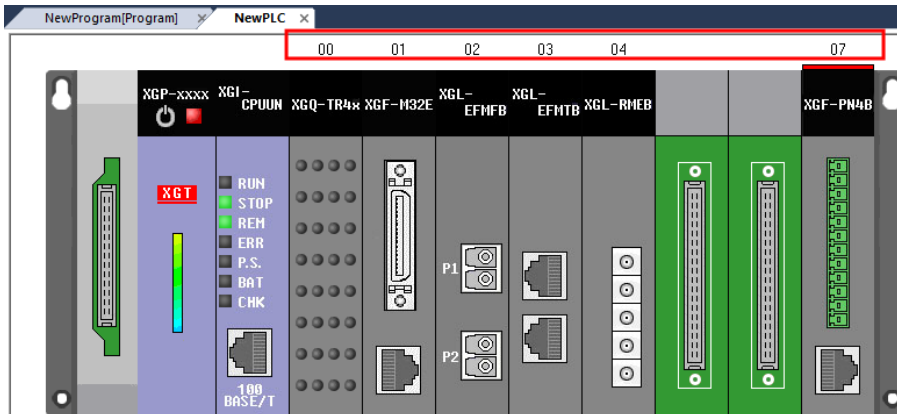 NewProgram[Program]
NewPLC
00
01
02
03
04
07
XGP-xxxx
XGI-
CPUUN
XGQ-TR4x
XGF-M32E
XGL-
EFMFB
XGL-
EFMTB
XGL-RMEB
XGF-PN4B
XGT
RUN
STOP
REM
ERR
P.S.
BAT
CHK
100
BASE/T
P1
P2